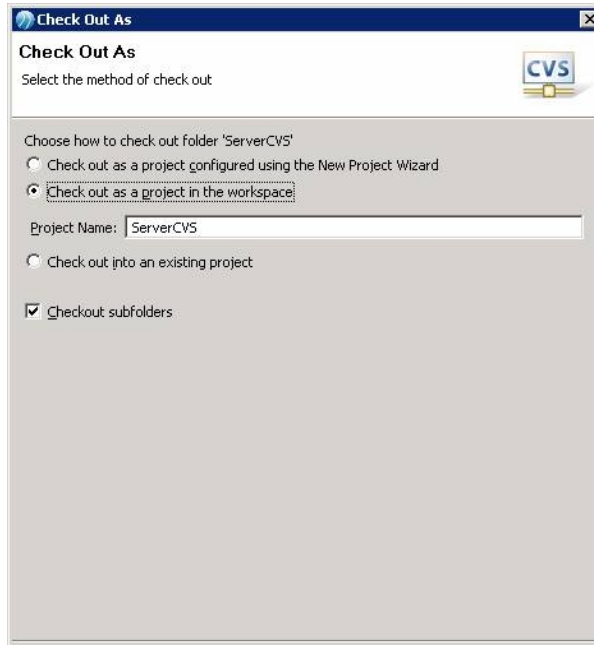 Check Out As
Check Out As
Select the method of check out
CVS
Choose how to check out folder 'ServerCVS'
Check out as a project configured using the New Project Wizard
Check out as a project in the workspace
Project Name: ServerCVS
Check out into an existing project
Checkout subfolders